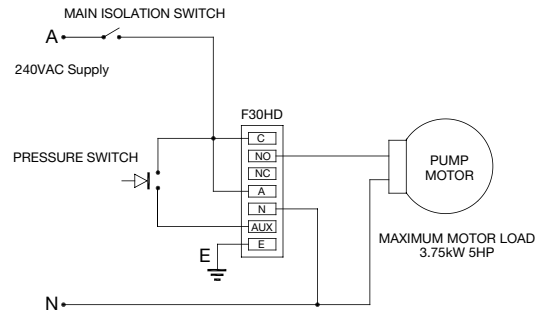 MAIN ISOLATION SWITCH
A
240VAC Supply
F30HD
C
NO
NC
A
N
AUX
E
PRESSURE SWITCH
PUMP
MOTOR
MAXIMUM MOTOR LOAD
3.75kW 5HP
E
N